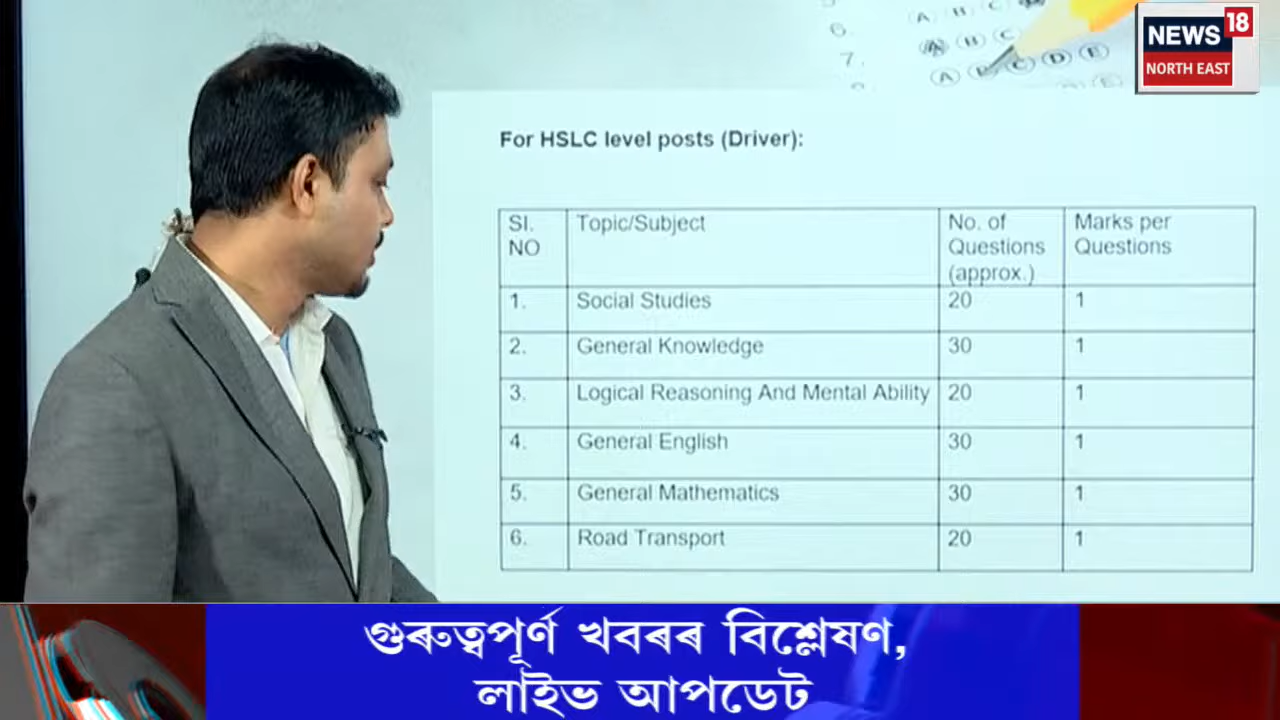 NEWS 18
NORTH EAST
6. A B C
7. A B C
A B C D E
For HSLC level posts (Driver):
Sl. NO Topic/Subject No. of Questions (approx.) Marks per Questions
1. Social Studies 20 1
2. General Knowledge 30 1
3. Logical Reasoning And Mental Ability 20 1
4. General English 30 1
5. General Mathematics 30 1
6. Road Transport 20 1
গুৰুত্বপূৰ্ণ খবৰৰ বিশ্লেষণ,
লাইভ আপডেট